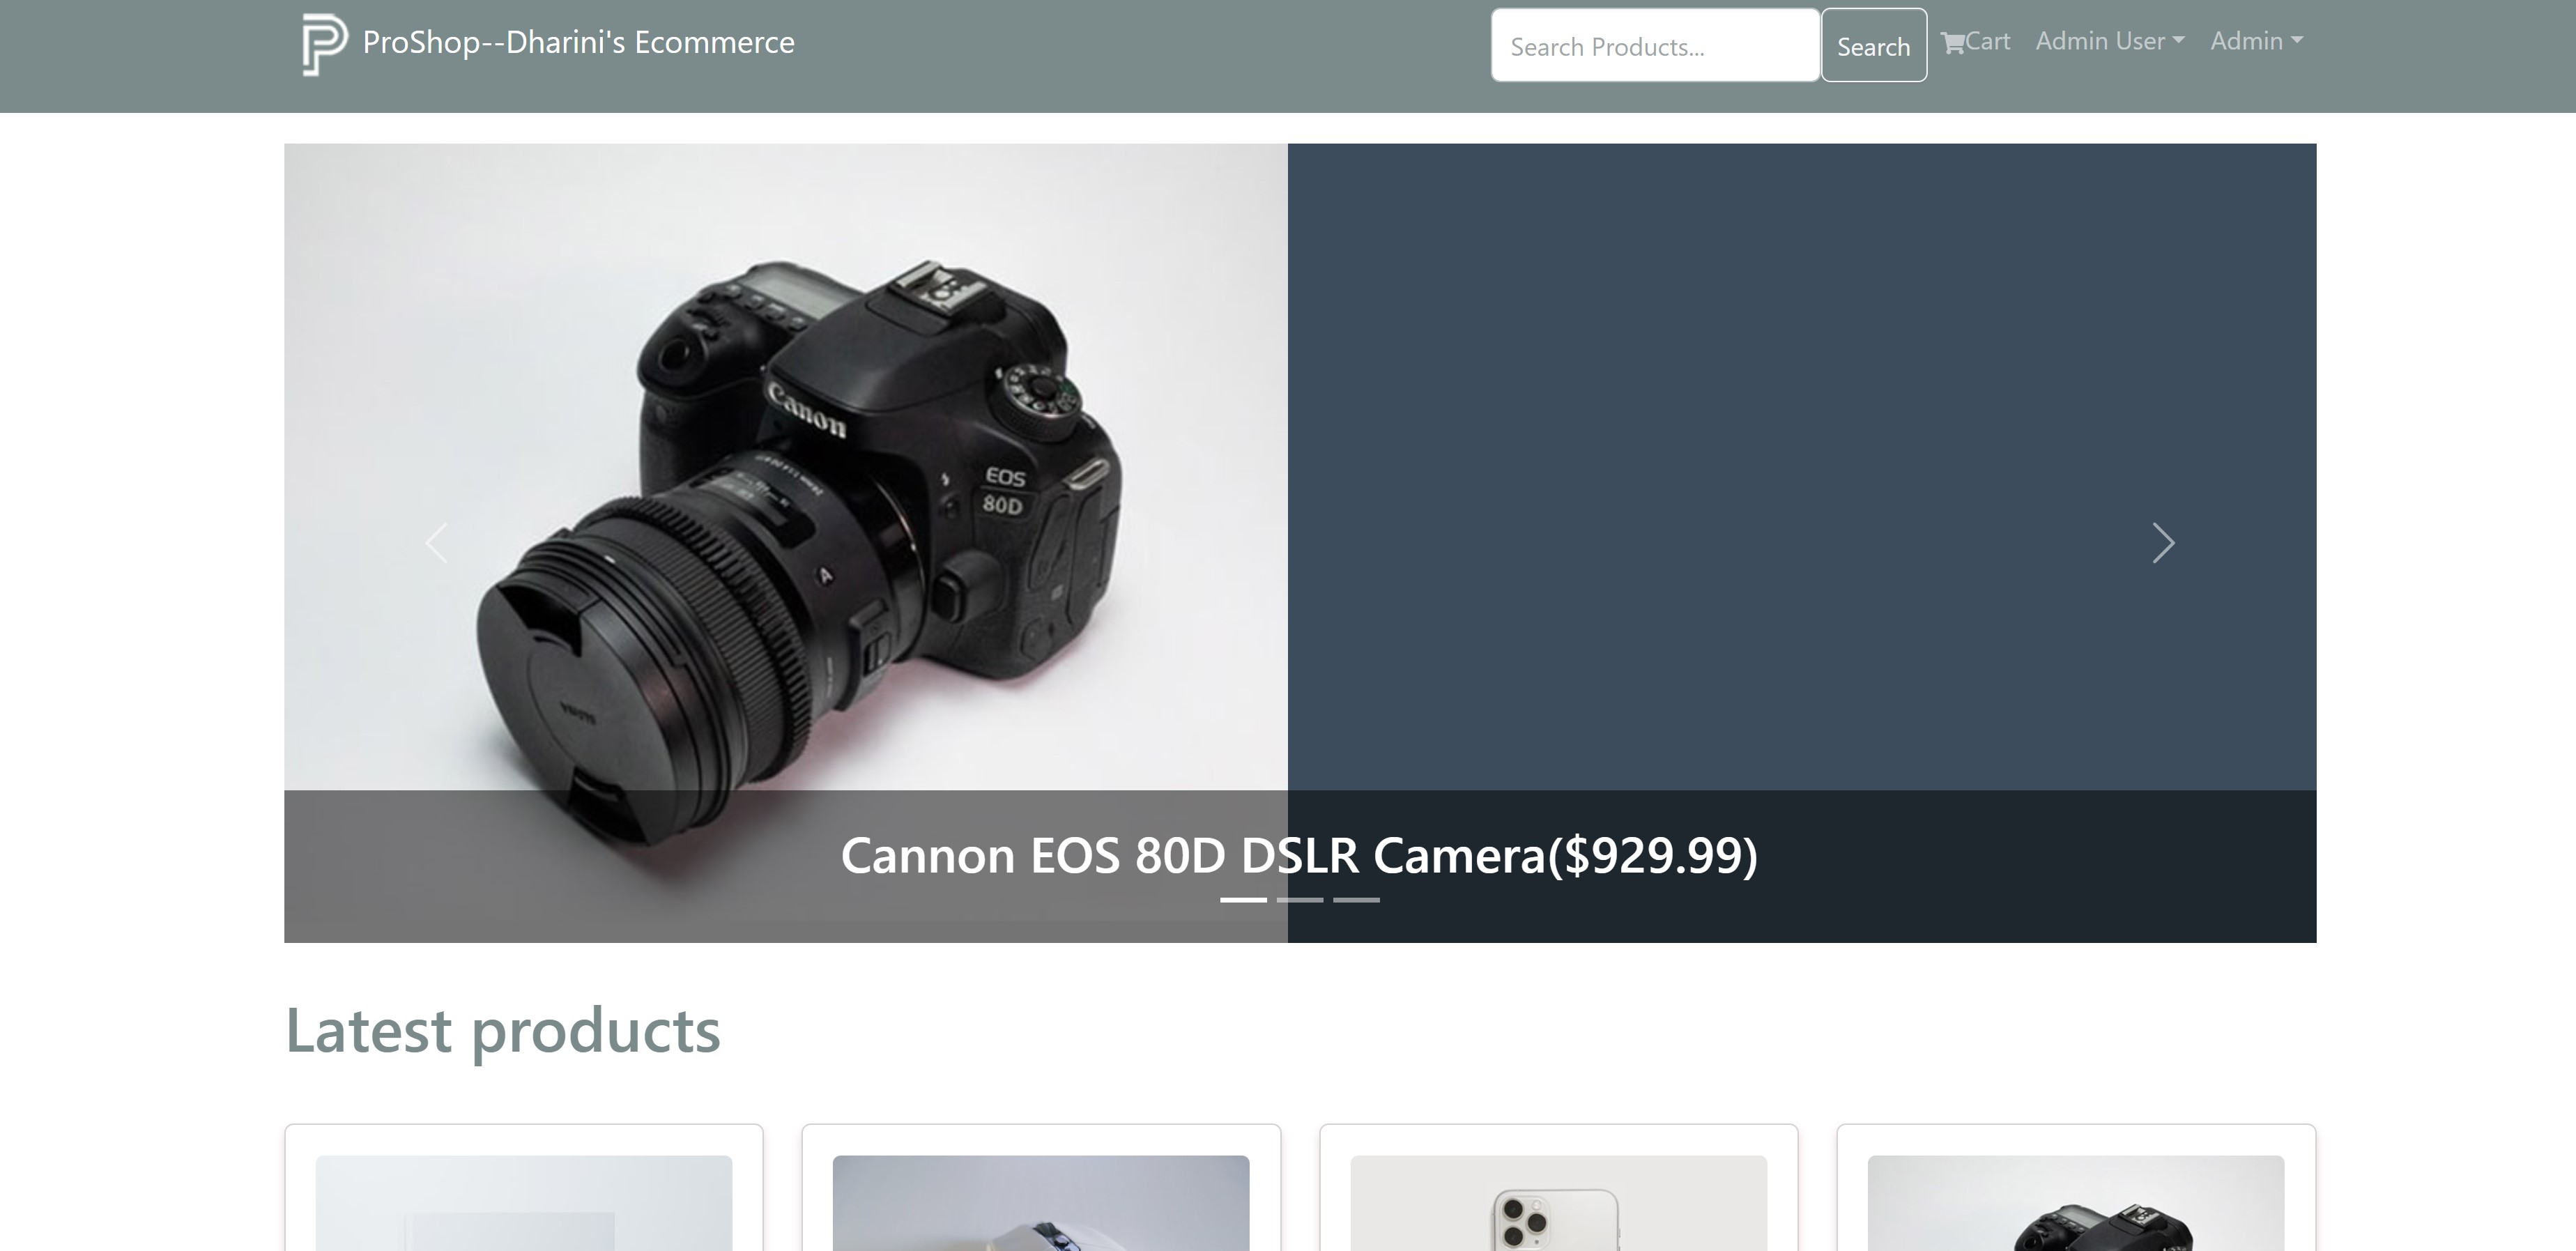 ProShop--Dharini's Ecommerce
Search Products...
Search
Cart
Admin User
Admin
Canon
EOS
80D
A
Cannon EOS 80D DSLR Camera($929.99)
Latest products